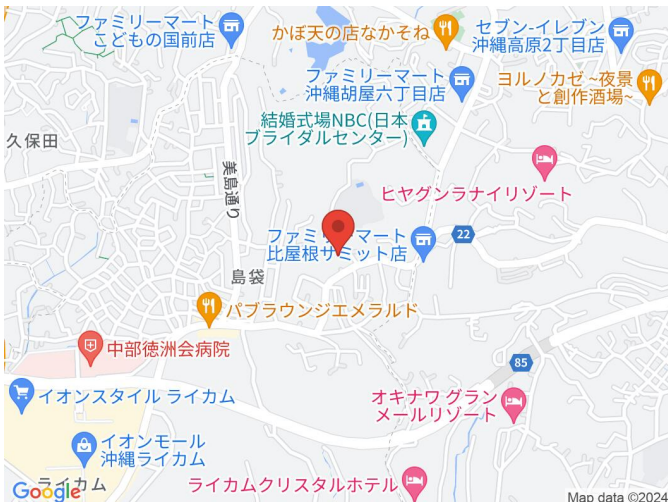 ファミリーマート
こどもの国前店
かぼ天の店なかそね
セブン-イレブン
沖縄高原2丁目店
ファミリーマート
沖縄胡屋六丁目店
ヨルノカゼ ~夜景
と創作酒場~
結婚式場NBC(日本
ブライダルセンター)
久保田
美島通り
ヒヤグンラナイリゾート
22
比屋根サミット店
島袋
パブラウンジエメラルド
中部徳洲会病院
85
イオンスタイル ライカム
オキナワ グラン
メールリゾート
イオンモール
沖縄ライカム
ライカム
ライカムクリスタルホテル
Google
Map data ©2024